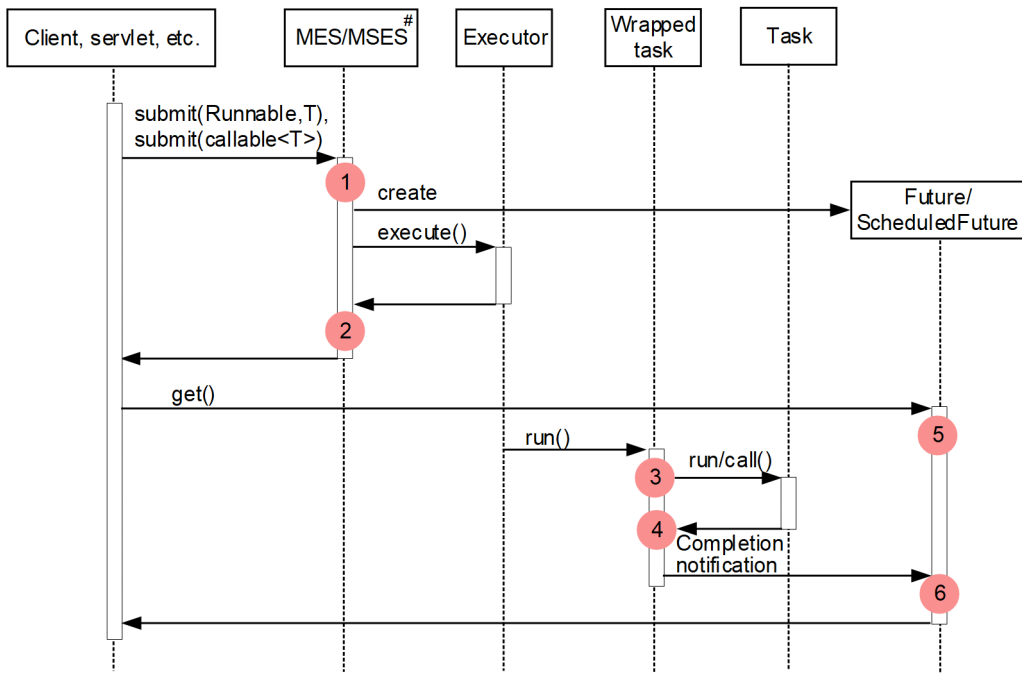 Client, servlet, etc.
MES/MSES#
Executor
Wrapped
task
Task
submit(Runnable,T),
submit(callable<T>)
1
create
Future/
ScheduledFuture
execute()
2
get()
5
run()
run/call()
3
4
Completion
notification
6